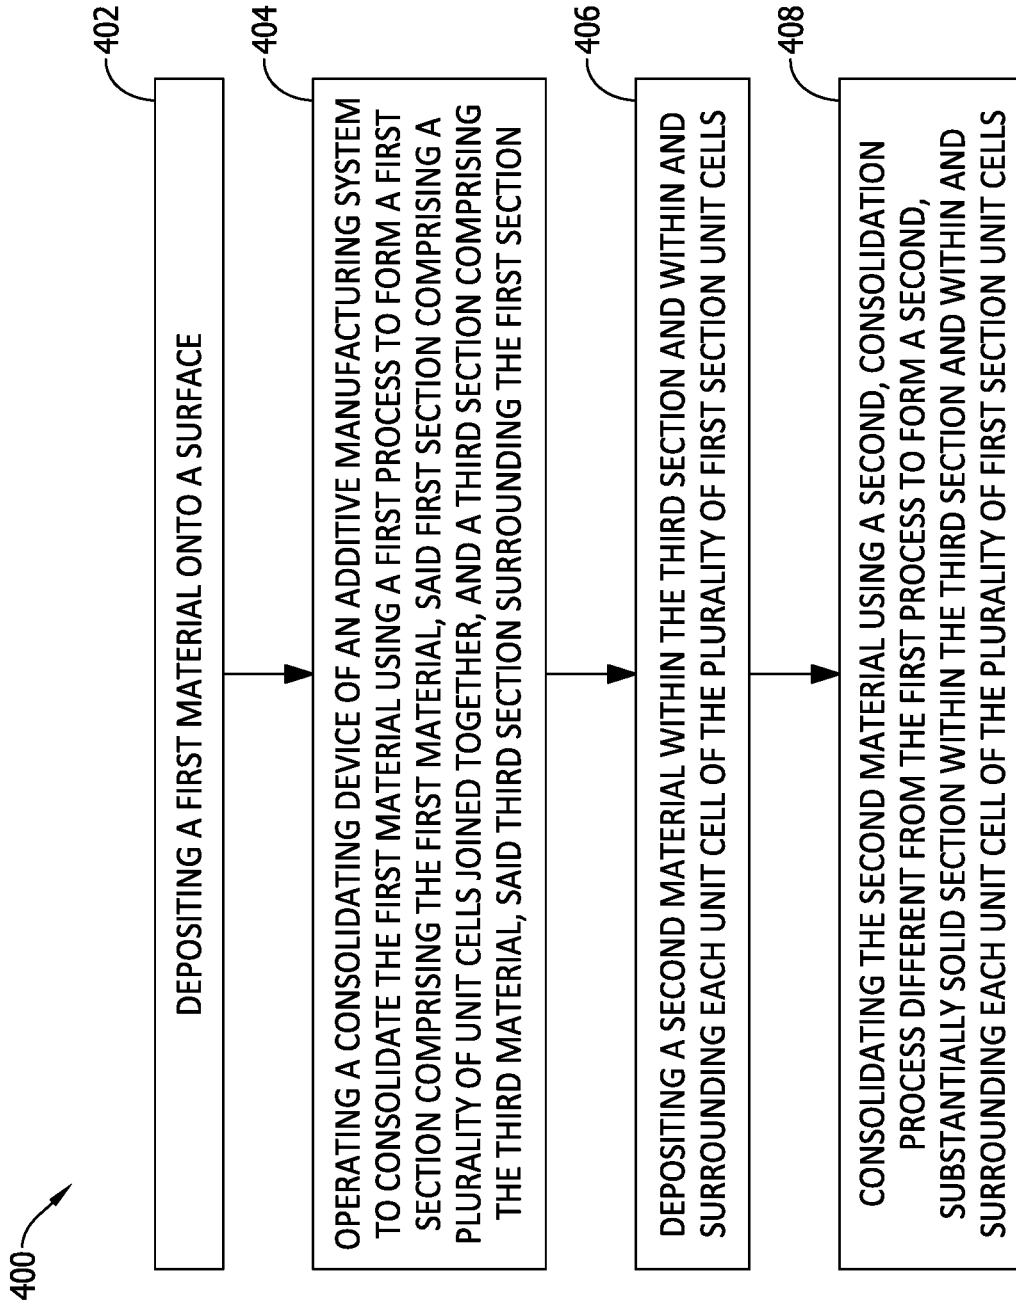 400
402
DEPOSITING A FIRST MATERIAL ONTO A SURFACE
404
OPERATING A CONSOLIDATING DEVICE OF AN ADDITIVE MANUFACTURING SYSTEM
TO CONSOLIDATE THE FIRST MATERIAL USING A FIRST PROCESS TO FORM A FIRST
SECTION COMPRISING THE FIRST MATERIAL, SAID FIRST SECTION COMPRISING A
PLURALITY OF UNIT CELLS JOINED TOGETHER, AND A THIRD SECTION COMPRISING
THE THIRD MATERIAL, SAID THIRD SECTION SURROUNDING THE FIRST SECTION
406
DEPOSITING A SECOND MATERIAL WITHIN THE THIRD SECTION AND WITHIN AND
SURROUNDING EACH UNIT CELL OF THE PLURALITY OF FIRST SECTION UNIT CELLS
408
CONSOLIDATING THE SECOND MATERIAL USING A SECOND, CONSOLIDATION
PROCESS DIFFERENT FROM THE FIRST PROCESS TO FORM A SECOND,
SUBSTANTIALLY SOLID SECTION WITHIN THE THIRD SECTION AND WITHIN AND
SURROUNDING EACH UNIT CELL OF THE PLURALITY OF FIRST SECTION UNIT CELLS